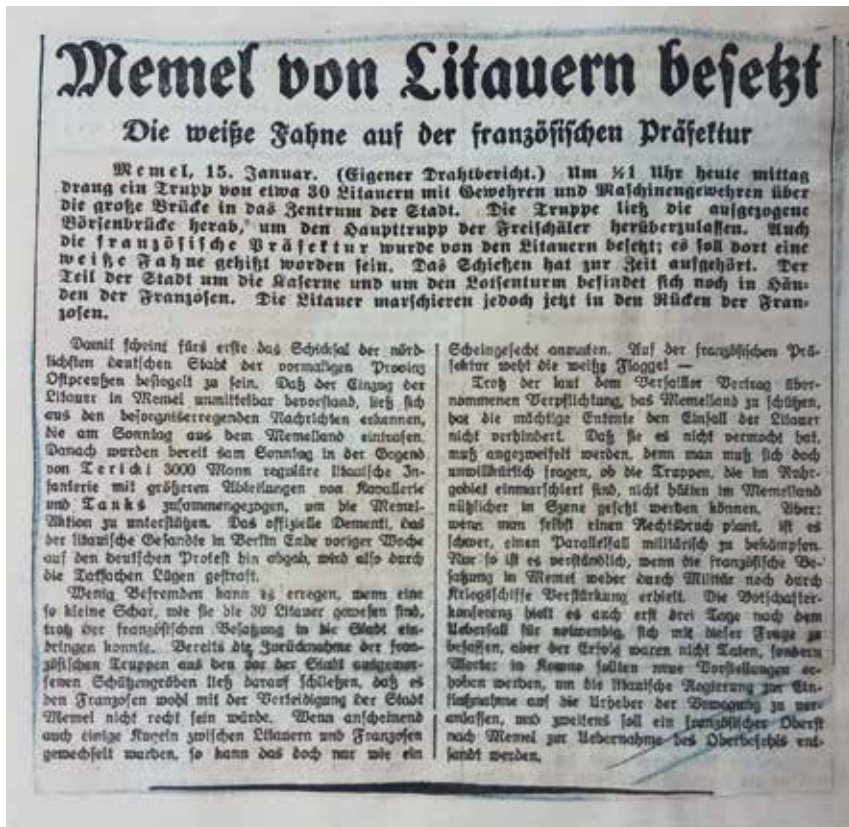 Memel von Litauern besetzt
Die weiße Fahne auf der französischen Präfektur
Memel, 15. Januar. (Eigener Drahtbericht.) Um ½1 Uhr heute mittag
drang ein Trupp von etwa 30 Litauern mit Gewehren und Maschinengewehren über
die große Brücke in das Zentrum der Stadt. Die Truppe ließ die aufgezogene
Börsenbrücke herab, um den Haupttrupp der Freischäler herüberzulassen. Auch
die französische Präfektur wurde von den Litauern besetzt; es soll dort eine
weiße Fahne gehißt worden sein. Das Schießen hat zur Zeit aufgehört. Der
Teil der Stadt um die Kaserne und um den Lotsenturm befindet sich noch in Hän-
den der Franzosen. Die Litauer marschieren jedoch jetzt in den Rücken der Fran-
zosen.
Damit scheint fürs erste das Schicksal der nörd-
lichsten deutschen Stadt der vormaligen Provinz
Ostpreußen besiegelt zu sein. Daß der Einzug der
Litauer in Memel unmittelbar bevorstand, ließ sich
aus den besorgniserregenden Nachrichten erkennen,
die am Sonntag aus dem Memelland eintrafen.
Danach wurden bereit sam Sonntag in der Gegend
von Tericki 3000 Mann reguläre litauische In-
fanterie mit größeren Abteilungen von Kavallerie
und Tanks zusammengezogen, um die Memel-
Aktion zu unterstützen. Das offizielle Dementi, das
der litauische Gesandte in Berlin Ende voriger Woche
auf den deutschen Protest hin abgab, wird also durch
die Tatsachen Lügen gestraft.
Wenig Befremden kann es erregen, wenn eine
so kleine Schar, wie sie die 30 Litauer gewesen sind,
trotz der französischen Besatzung in die Stadt ein-
dringen konnte. Bereits die Zurücknahme der fran-
zösischen Truppen aus den vor der Stadt aufgewor-
fenen Schützengräben ließ darauf schließen, daß es
den Franzosen wohl mit der Verteidigung der Stadt
Memel nicht recht sein würde. Wenn anscheinend
auch einige Kugeln zwischen Litauern und Franzosen
gewechselt wurden, so kann das doch nur wie ein
Scheingefecht anmuten. Auf der französischen Prä-
fektur weht die weiße Flagge! —
Trotz der laut dem Versailler Vertrag über-
nommenen Verpflichtung, das Memelland zu schützen,
hat die mächtige Entente den Einfall der Litauer
nicht verhindert. Daß sie es nicht vermocht hat,
muß angezweifelt werden, denn man muß sich doch
unwillkürlich fragen, ob die Truppen, die im Ruhr-
gebiet einmarschiert sind, nicht hätten im Memelland
nützlicher in Szene gesetzt werden können. Aber:
wenn man selbst einen Rechtsbruch plant, ist es
schwer, einen Parallelfall militärisch zu bekämpfen.
Nur so ist es verständlich, wenn die französische Be-
satzung in Memel weder durch Militär noch durch
Kriegsschiffe Verstärkung erhielt. Die Botschafter-
konferenz hielt es auch erst drei Tage nach dem
Ueberfall für notwendig, sich mit dieser Frage zu
befassen, aber der Erfolg waren nicht Taten, sondern
Worte: in Kowno sollten neue Vorstellungen er-
hoben werden, um die litauische Regierung zur Ein-
flußnahme auf die Urheber der Bewegung zu ver-
anlassen, und zweitens soll ein französischer Oberst
nach Memel zur Uebernahme des Oberbefehls ent-
sandt werden.